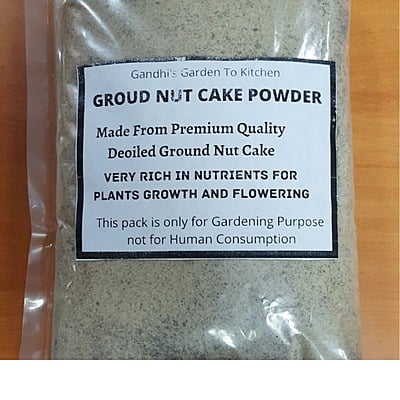 Gandhi's Garden To Kitchen
GROUD NUT CAKE POWDER
Made From Premium Quality
Deoiled Ground Nut Cake
VERY RICH IN NUTRIENTS FOR
PLANTS GROWTH AND FLOWERING
This pack is only for Gardening Purpose
not for Human Consumption